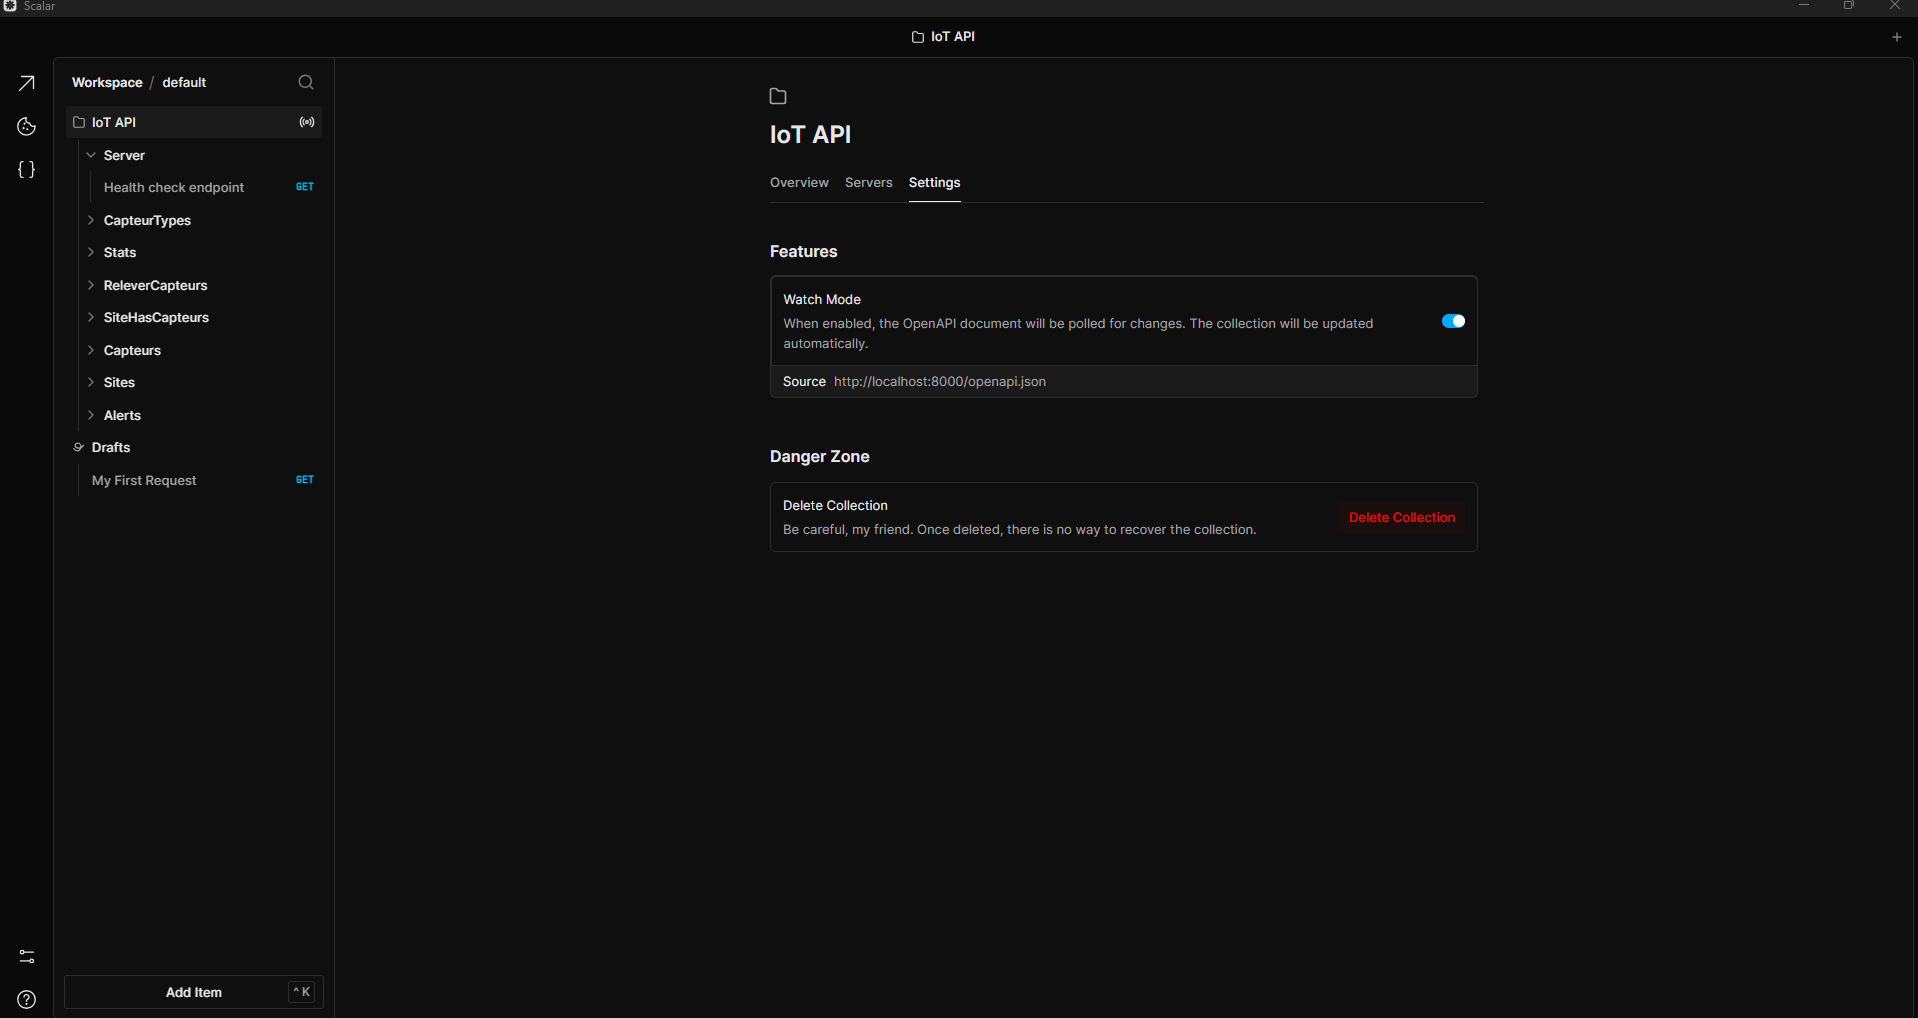 Scalar
IoT API
Workspace / default
IoT API
Server
Health check endpoint GET
CapteurTypes
Stats
ReleverCapteurs
SiteHasCapteurs
Capteurs
Sites
Alerts
Drafts
My First Request GET
Add Item ^ K
IoT API
Overview Servers Settings
Features
Watch Mode
When enabled, the OpenAPI document will be polled for changes. The collection will be updated
automatically.
Source http://localhost:8000/openapi.json
Danger Zone
Delete Collection
Be careful, my friend. Once deleted, there is no way to recover the collection.
Delete Collection